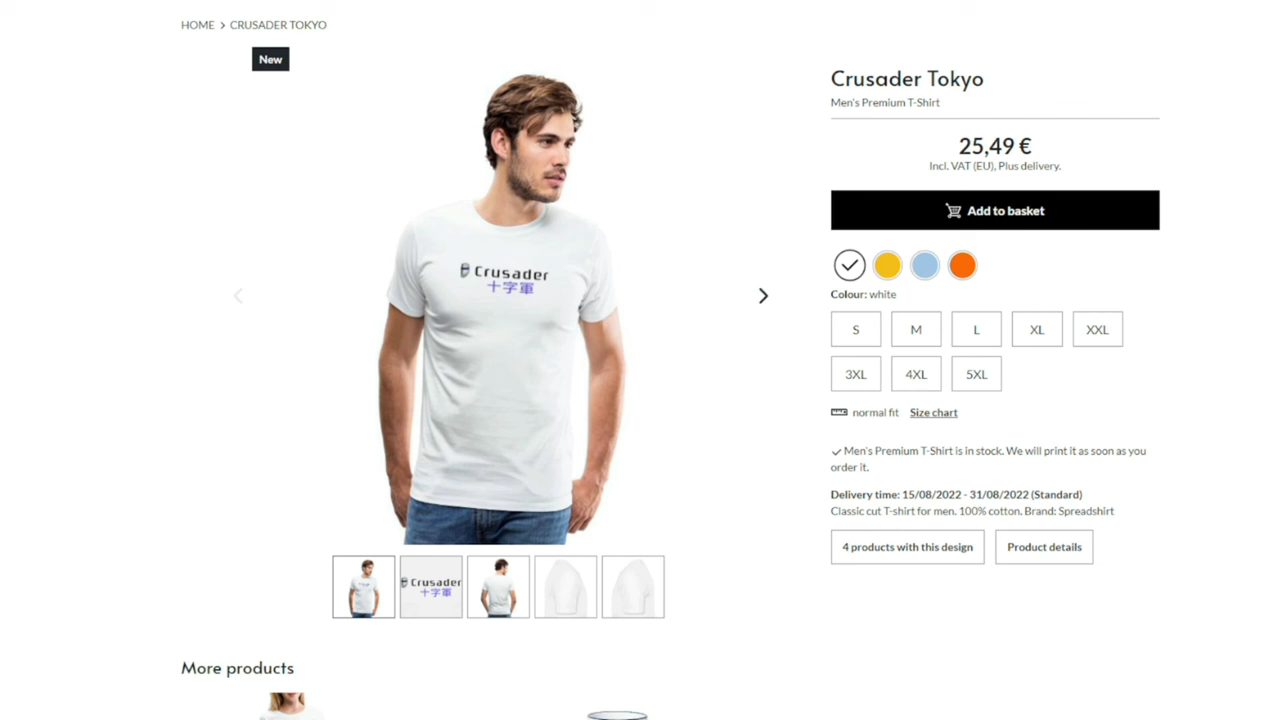 HOME > CRUSADER TOKYO
New
Crusader
十字軍
Crusader Tokyo
Men's Premium T-Shirt
25,49 €
Incl. VAT (EU), Plus delivery.
Add to basket
Colour: white
S M L XL XXL
3XL 4XL 5XL
normal fit Size chart
Men's Premium T-Shirt is in stock. We will print it as soon as you
order it.
Delivery time: 15/08/2022 - 31/08/2022 (Standard)
Classic cut T-shirt for men. 100% cotton. Brand: Spreadshirt
4 products with this design Product details
Crusader
十字軍
More products